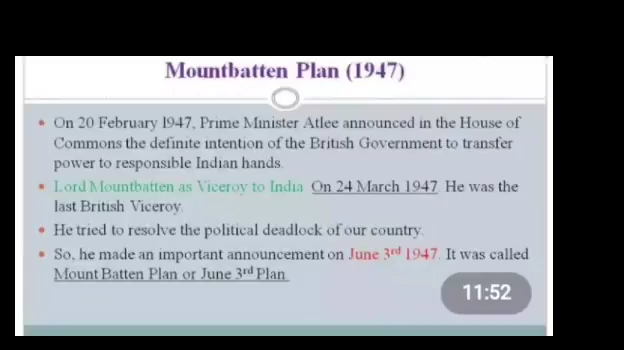 Mountbatten Plan (1947)
• On 20 February 1947, Prime Minister Atlee announced in the House of
Commons the definite intention of the British Government to transfer
power to responsible Indian hands.
• Lord Mountbatten as Viceroy to India On 24 March 1947. He was the
last British Viceroy.
• He tried to resolve the political deadlock of our country.
• So, he made an important announcement on June 3rd 1947. It was called
Mount Batten Plan or June 3rd Plan.
11:52